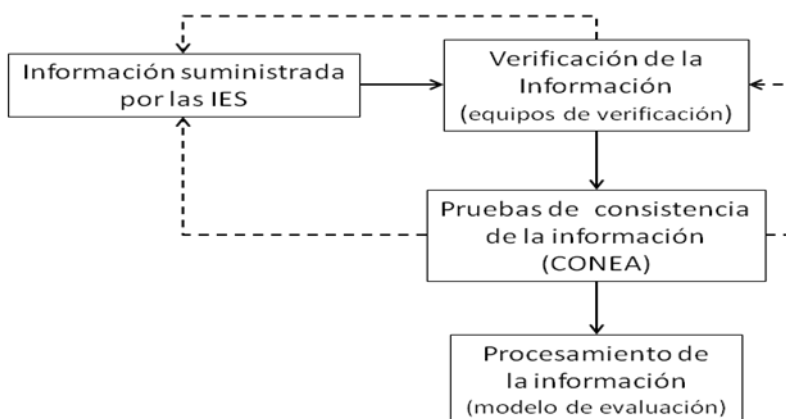 Información suministrada
por las IES
Verificación de la
Información
(equipos de verificación)
Pruebas de consistencia
de la información
(CONEA)
Procesamiento de
la información
(modelo de evaluación)